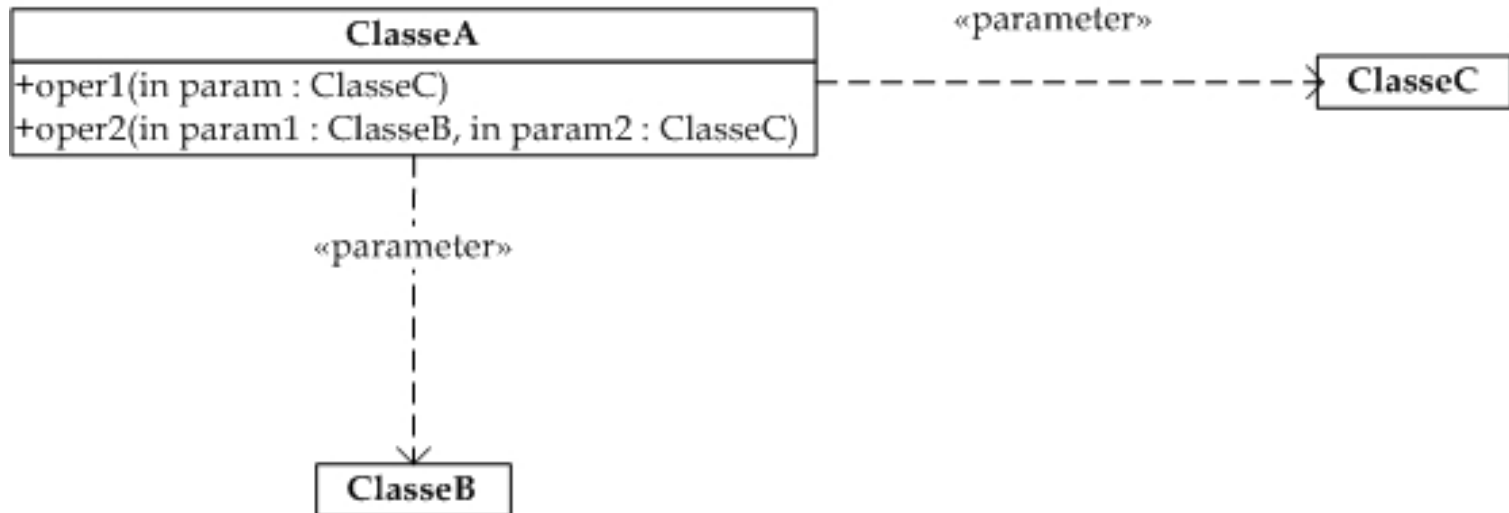 ClasseA
«parameter»
+oper1(in param : ClasseC)
ClasseC
+oper2(in param1 : ClasseB, in param2 : ClasseC)
«parameter»
ClasseB